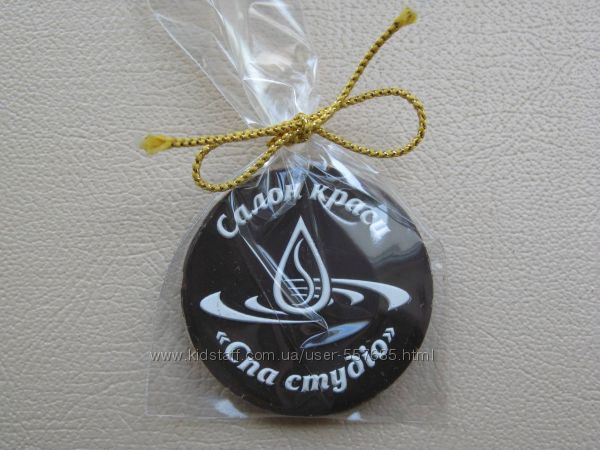 Салон краси
www.kidstaff.com.ua/user-557685.html
«Спа студіо»